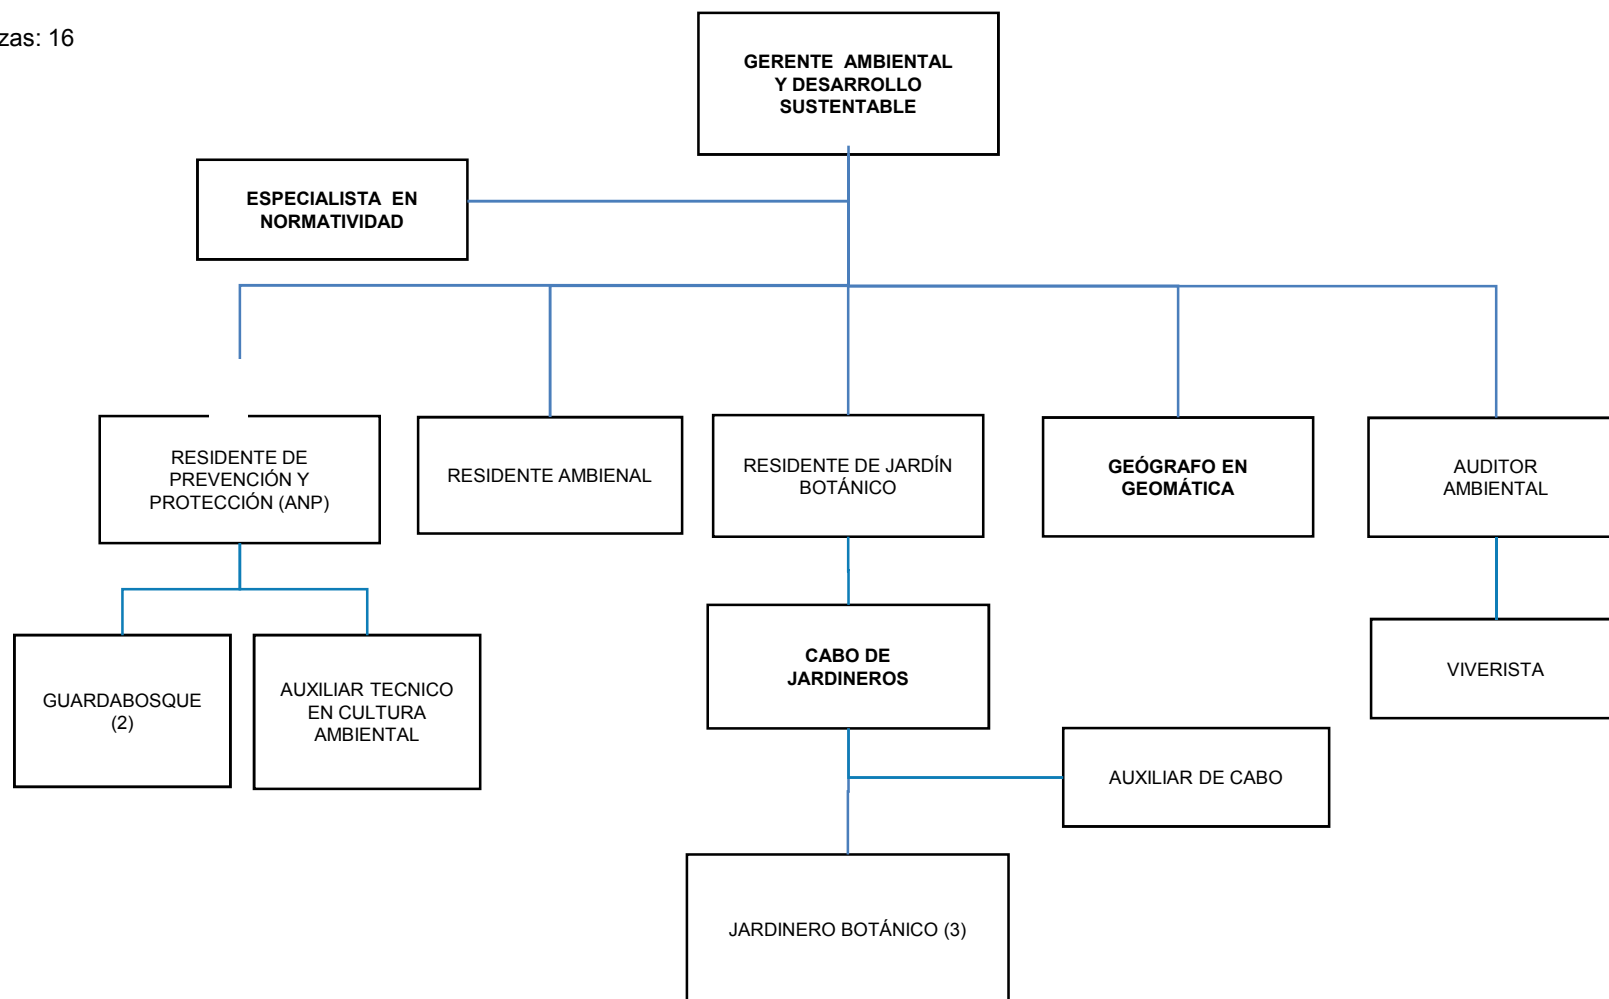 zas: 16
GERENTE AMBIENTAL
Y DESARROLLO
SUSTENTABLE
ESPECIALISTA EN
NORMATIVIDAD
RESIDENTE DE
PREVENCIÓN Y
PROTECCIÓN (ANP)
RESIDENTE AMBIENAL
RESIDENTE DE JARDÍN
BOTÁNICO
GEÓGRAFO EN
GEOMÁTICA
AUDITOR
AMBIENTAL
GUARDABOSQUE
(2)
AUXILIAR TECNICO
EN CULTURA
AMBIENTAL
CABO DE
JARDINEROS
VIVERISTA
AUXILIAR DE CABO
JARDINERO BOTÁNICO (3)